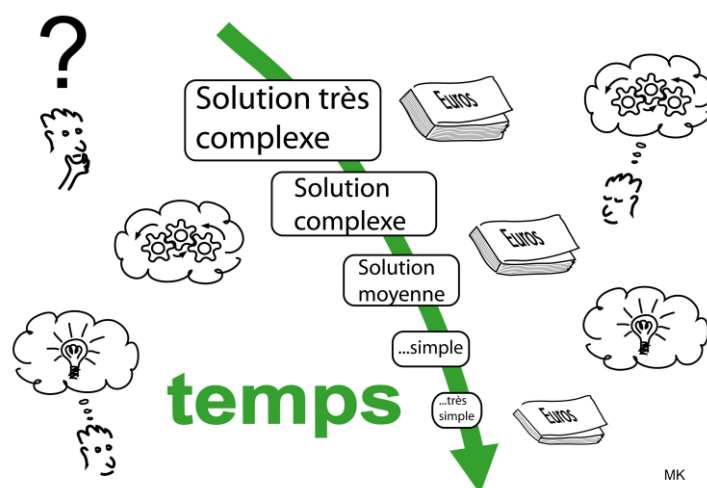 ?
Solution très
complexe
Euros
Solution
complexe
Euros
Solution
moyenne
...simple
temps
...très
simple
Euros
MK